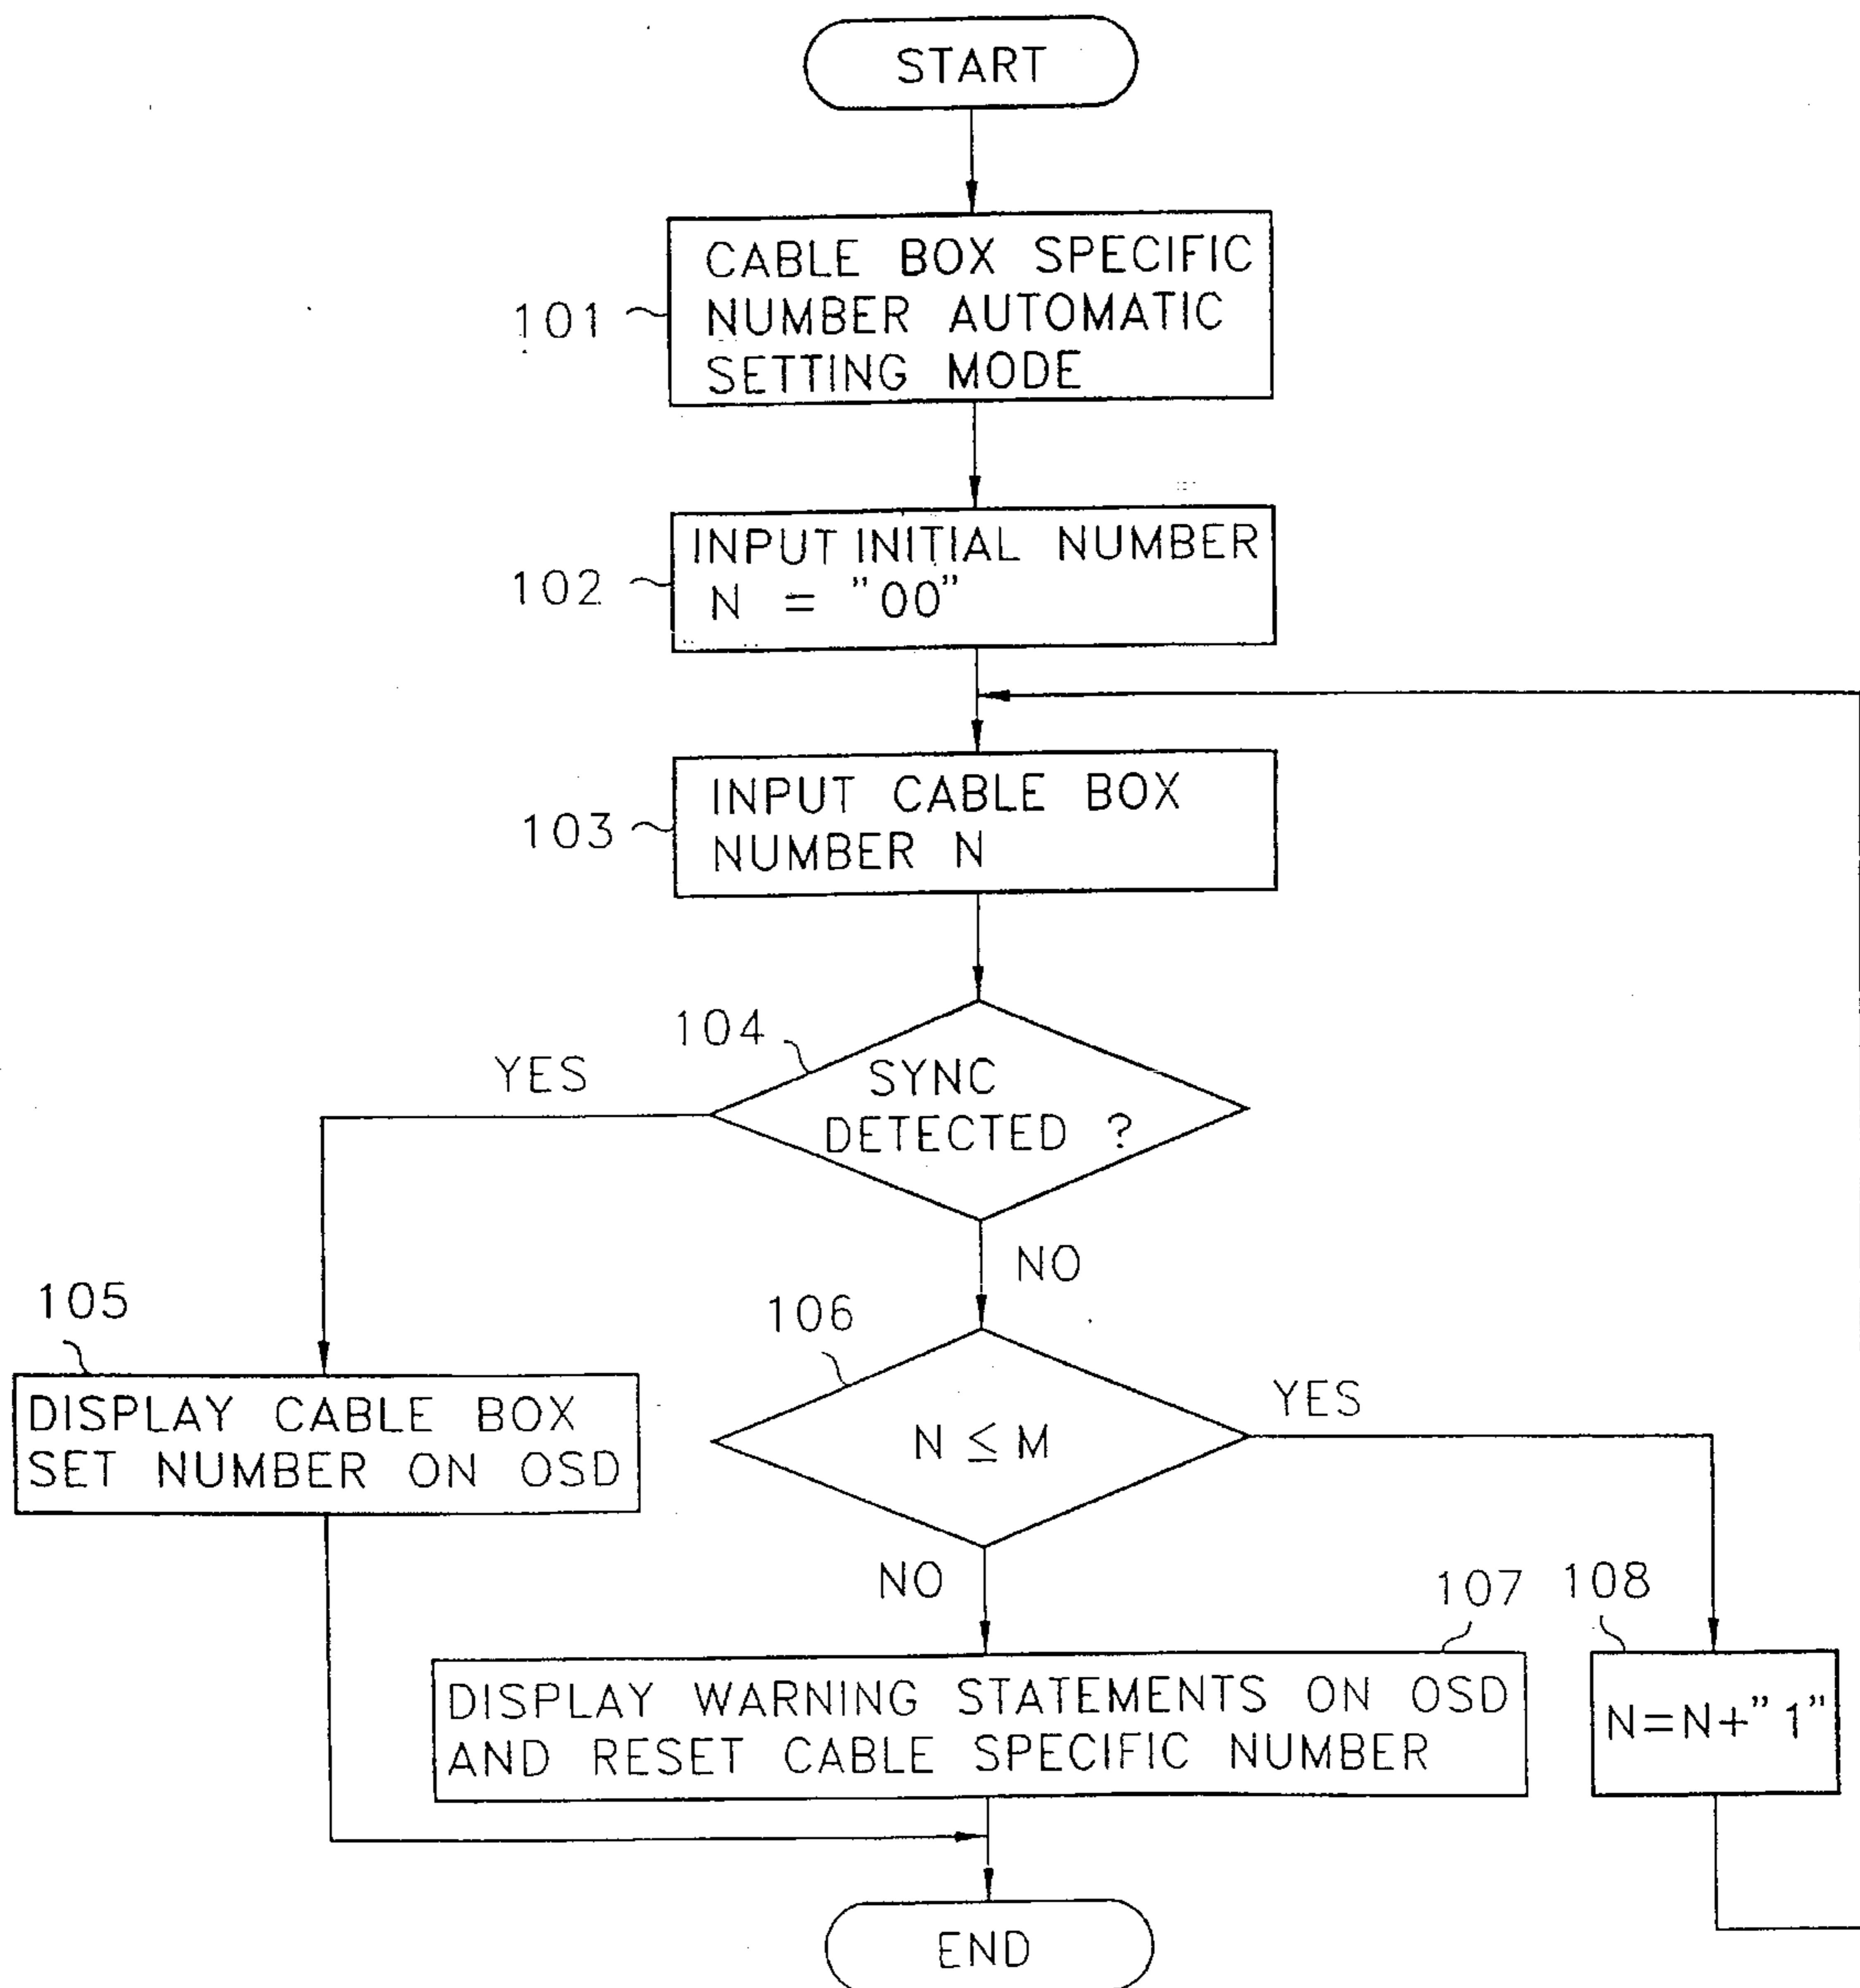 START
101
CABLE BOX SPECIFIC
NUMBER AUTOMATIC
SETTING MODE
102
INPUT INITIAL NUMBER
N = "00"
103
INPUT CABLE BOX
NUMBER N
104
SYNC
DETECTED ?
YES
NO
105
DISPLAY CABLE BOX
SET NUMBER ON OSD
106
N ≤ M
YES
NO
107
DISPLAY WARNING STATEMENTS ON OSD
AND RESET CABLE SPECIFIC NUMBER
108
N=N+"1"
END